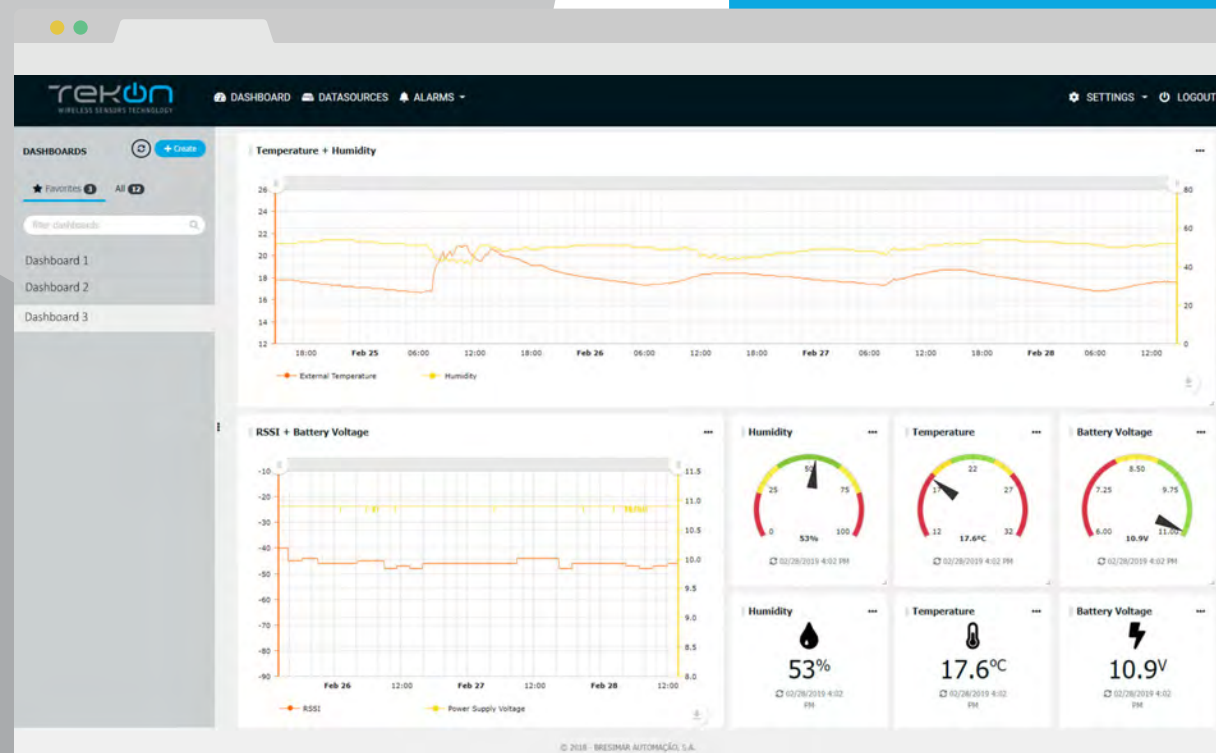 TEKON
WIRELESS SENSORS TECHNOLOGY
DASHBOARD DATASOURCES ALARMS
SETTINGS LOGOUT
DASHBOARDS
+ Create
Favorites 3 All 12
filter dashboards
Dashboard 1
Dashboard 2
Dashboard 3
Temperature + Humidity
26 80
24
22 60
20
18 40
16
20
14
12 0
18:00 Feb 25 06:00 12:00 18:00 Feb 26 06:00 12:00 18:00 Feb 27 06:00 12:00 18:00 Feb 28 06:00 12:00
External Temperature Humidity
RSSI + Battery Voltage
-10 11.5
-20
11.0
-30
10.5
-40
10.0
-50
9.5
-60
9.0
-70
8.5
-80
-90 8.0
Feb 26 12:00 Feb 27 12:00 Feb 28 12:00
RSSI Power Supply Voltage
Humidity
50
25 75
0 100
53%
02/28/2019 4:02 PM
Temperature
22
17 27
12 32
17.6ºC
02/28/2019 4:02 PM
Battery Voltage
8.50
7.25 9.75
6.00 11.00
10.9V
02/28/2019 4:02 PM
Humidity
53%
02/28/2019 4:02
PM
Temperature
17.6ºC
02/28/2019 4:02
PM
Battery Voltage
10.9V
02/28/2019 4:02
PM
© 2018 - BRESIMAR AUTOMAÇÃO, S.A.